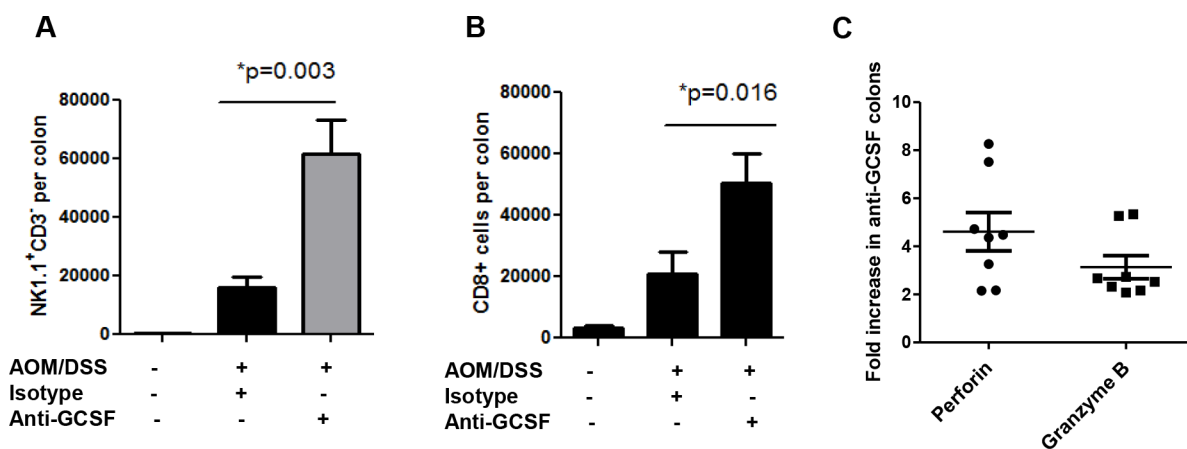 A
*p=0.003
NK1.1+CD3- per colon
80000
60000
40000
20000
0
AOM/DSS - + +
Isotype - + -
Anti-GCSF - - +
B
*p=0.016
CD8+ cells per colon
80000
60000
40000
20000
0
AOM/DSS - + +
Isotype - + -
Anti-GCSF - - +
C
Fold increase in anti-GCSF colons
10
8
6
4
2
0
Perforin
Granzyme B